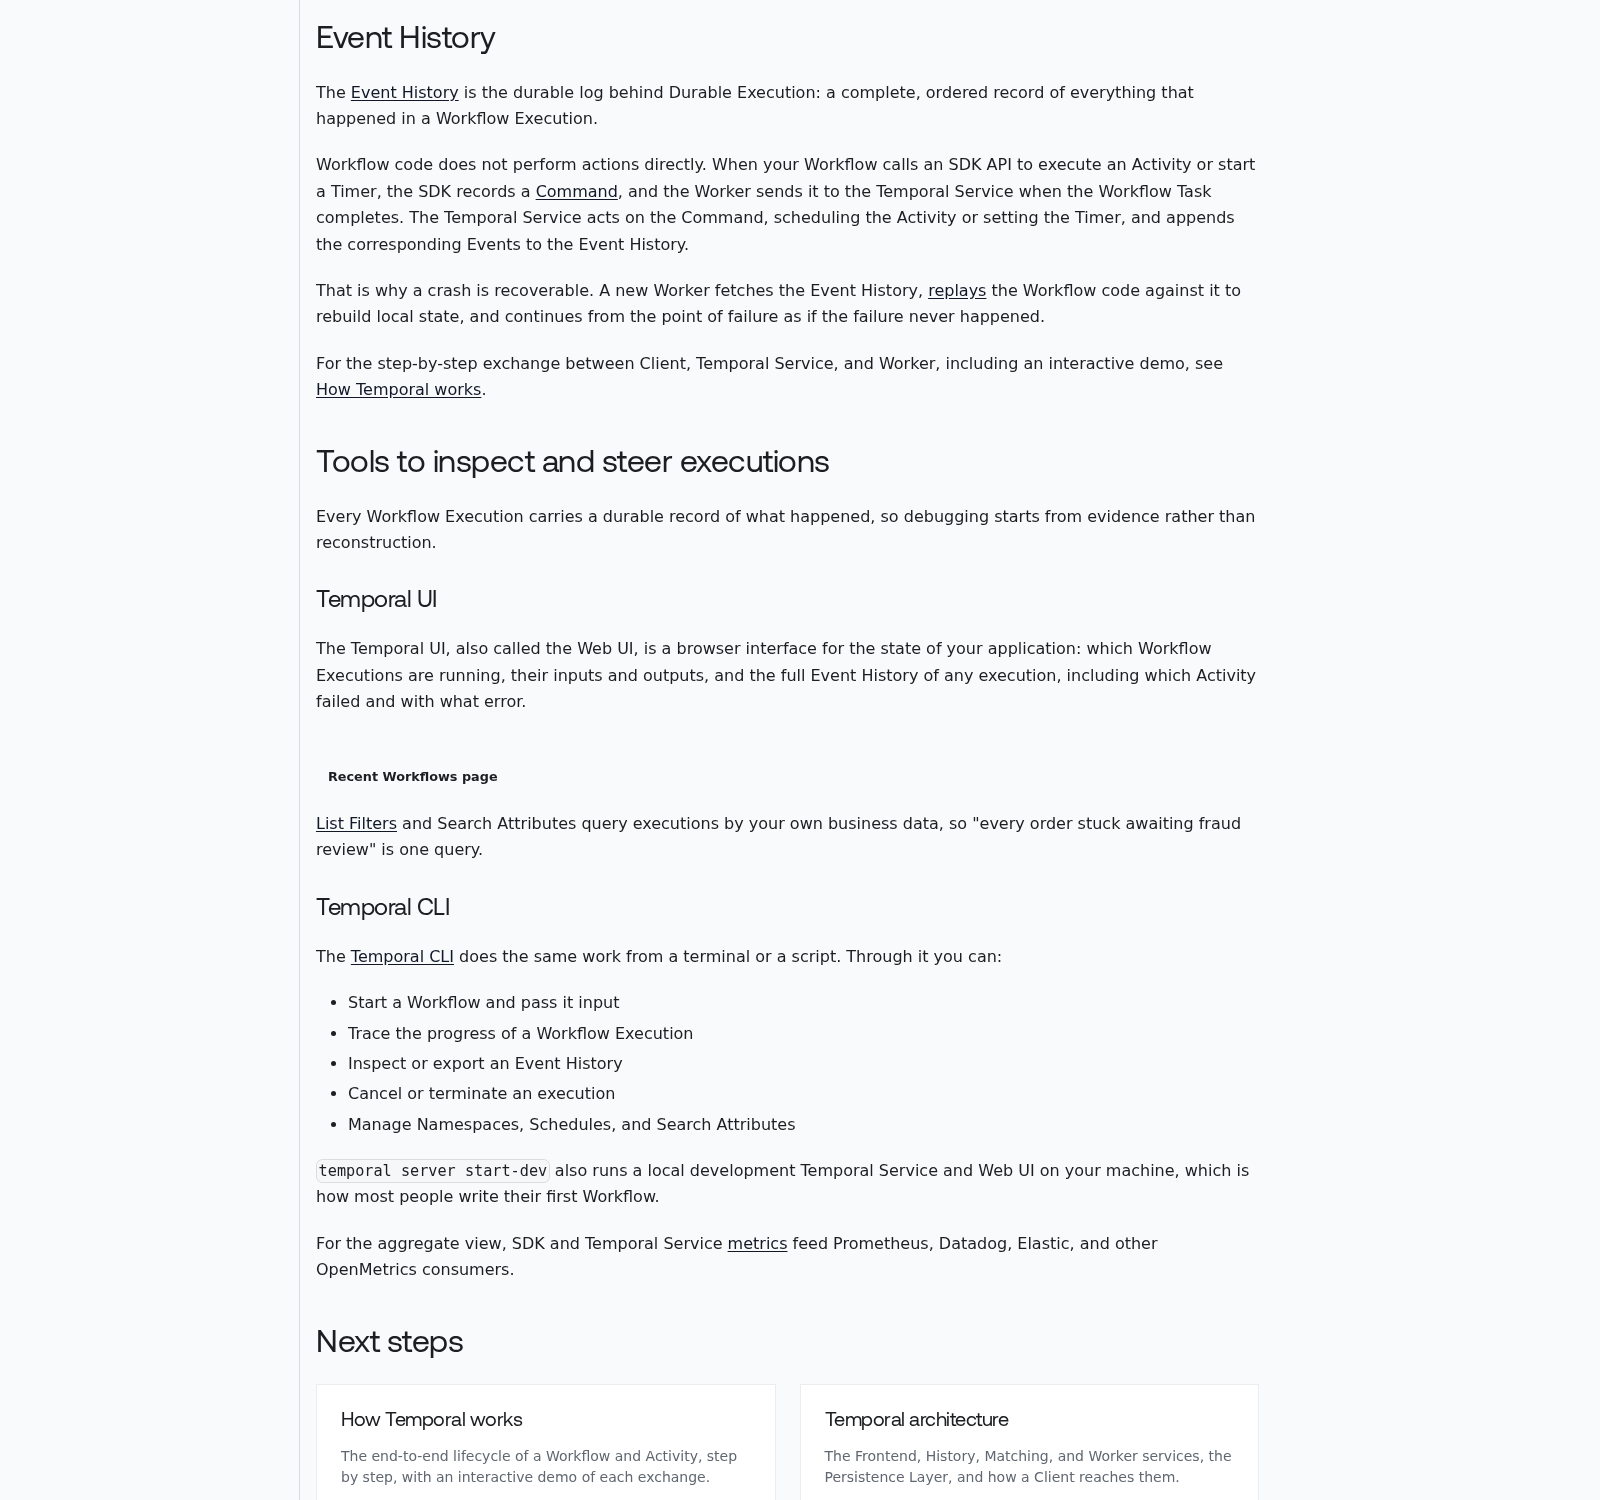 Event History
The Event History is the durable log behind Durable Execution: a complete, ordered record of everything that
happened in a Workflow Execution.
Workflow code does not perform actions directly. When your Workflow calls an SDK API to execute an Activity or start
a Timer, the SDK records a Command, and the Worker sends it to the Temporal Service when the Workflow Task
completes. The Temporal Service acts on the Command, scheduling the Activity or setting the Timer, and appends
the corresponding Events to the Event History.
That is why a crash is recoverable. A new Worker fetches the Event History, replays the Workflow code against it to
rebuild local state, and continues from the point of failure as if the failure never happened.
For the step-by-step exchange between Client, Temporal Service, and Worker, including an interactive demo, see
How Temporal works.
Tools to inspect and steer executions
Every Workflow Execution carries a durable record of what happened, so debugging starts from evidence rather than
reconstruction.
Temporal UI
The Temporal UI, also called the Web UI, is a browser interface for the state of your application: which Workflow
Executions are running, their inputs and outputs, and the full Event History of any execution, including which Activity
failed and with what error.
Recent Workflows page
List Filters and Search Attributes query executions by your own business data, so "every order stuck awaiting fraud
review" is one query.
Temporal CLI
The Temporal CLI does the same work from a terminal or a script. Through it you can:
• Start a Workflow and pass it input
• Trace the progress of a Workflow Execution
• Inspect or export an Event History
• Cancel or terminate an execution
• Manage Namespaces, Schedules, and Search Attributes
temporal server start-dev also runs a local development Temporal Service and Web UI on your machine, which is
how most people write their first Workflow.
For the aggregate view, SDK and Temporal Service metrics feed Prometheus, Datadog, Elastic, and other
OpenMetrics consumers.
Next steps
How Temporal works
The end-to-end lifecycle of a Workflow and Activity, step
by step, with an interactive demo of each exchange.
Temporal architecture
The Frontend, History, Matching, and Worker services, the
Persistence Layer, and how a Client reaches them.